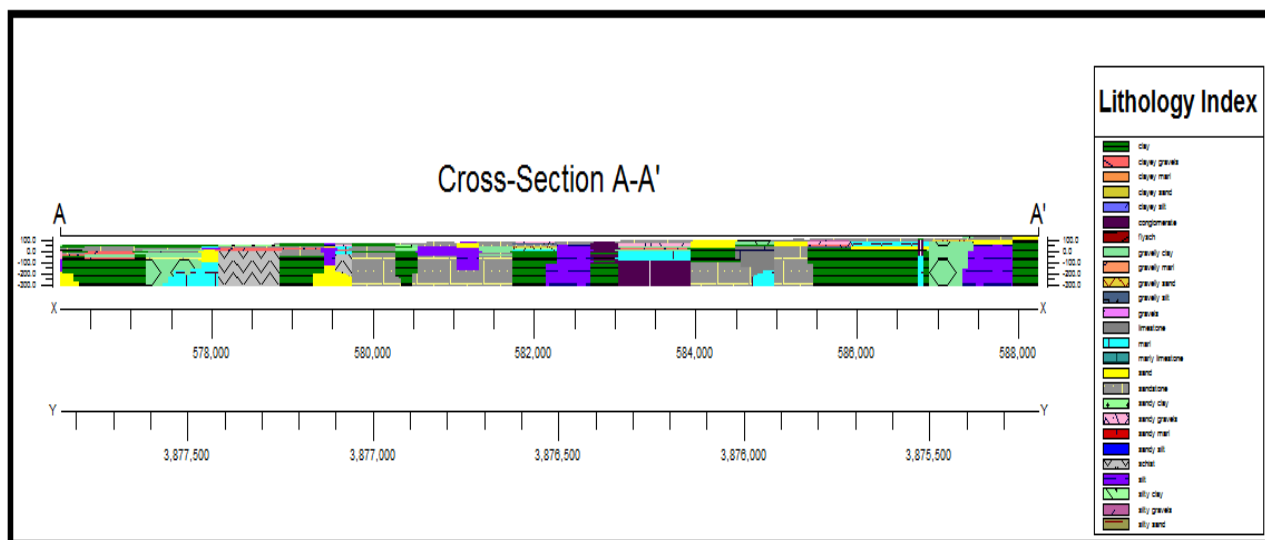 Cross-Section A-A'
A
A'
100.0
0.0
-100.0
-200.0
-300.0
100.0
0.0
-100.0
-200.0
-300.0
X
X
578,000
580,000
582,000
584,000
586,000
588,000
Y
Y
3,877,500
3,877,000
3,876,500
3,876,000
3,875,500
Lithology Index
clay
clayey gravels
clayey marl
clayey sand
clayey silt
conglomerate
flysch
gravelly clay
gravelly marl
gravelly sand
gravelly silt
gravels
limestone
marl
marly limestone
sand
sandstone
sandy clay
sandy gravels
sandy marl
sandy silt
schist
silt
silty clay
silty gravels
silty sand